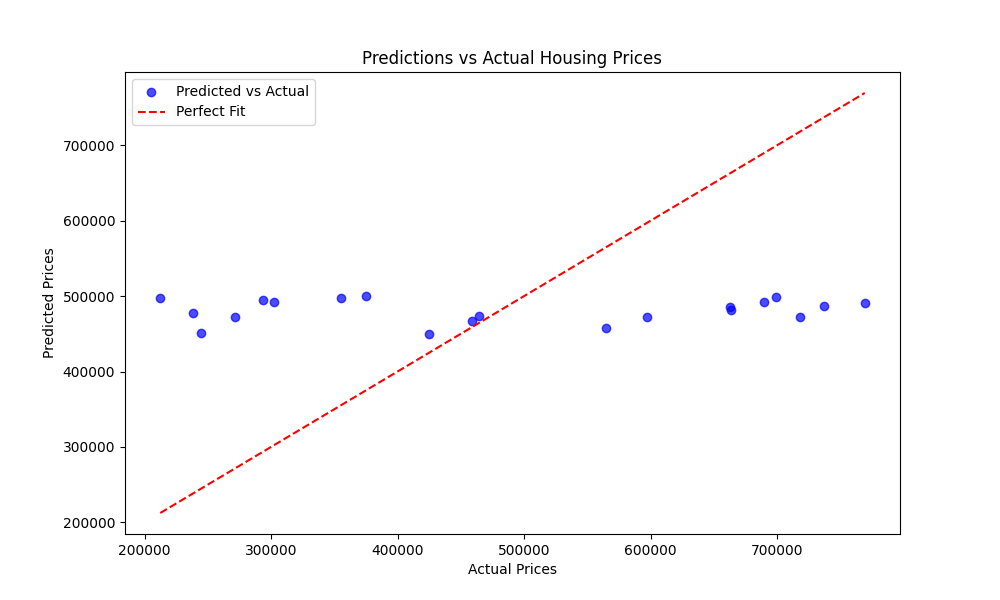 Predictions vs Actual Housing Prices
Predicted vs Actual
Perfect Fit
Predicted Prices
700000
600000
500000
400000
300000
200000
200000
300000
400000
500000
600000
700000
Actual Prices